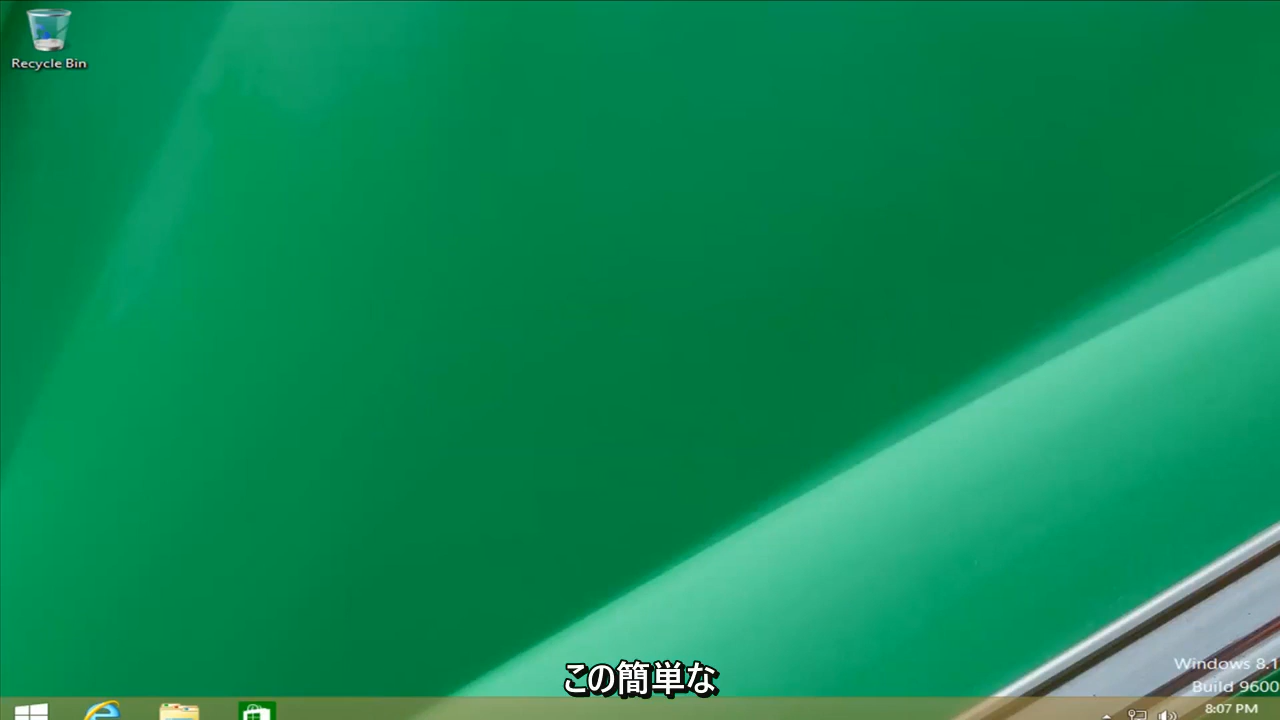 Recycle Bin
この簡単な
Windows 8.1
Build 9600
8:07 PM